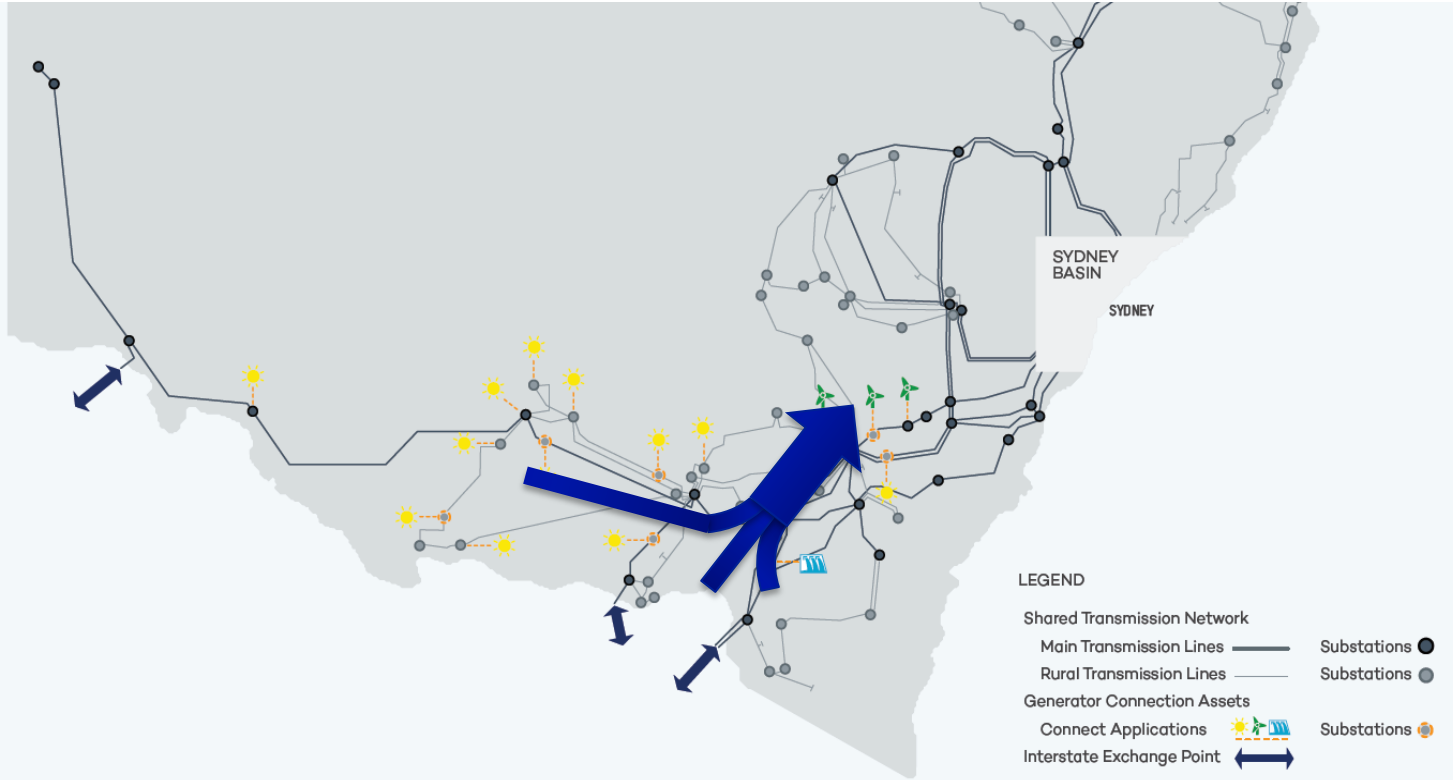 SYDNEY
BASIN
SYDNEY
LEGEND
Shared Transmission Network
Main Transmission Lines
Substations
Rural Transmission Lines
Substations
Generator Connection Assets
Connect Applications
Substations
Interstate Exchange Point